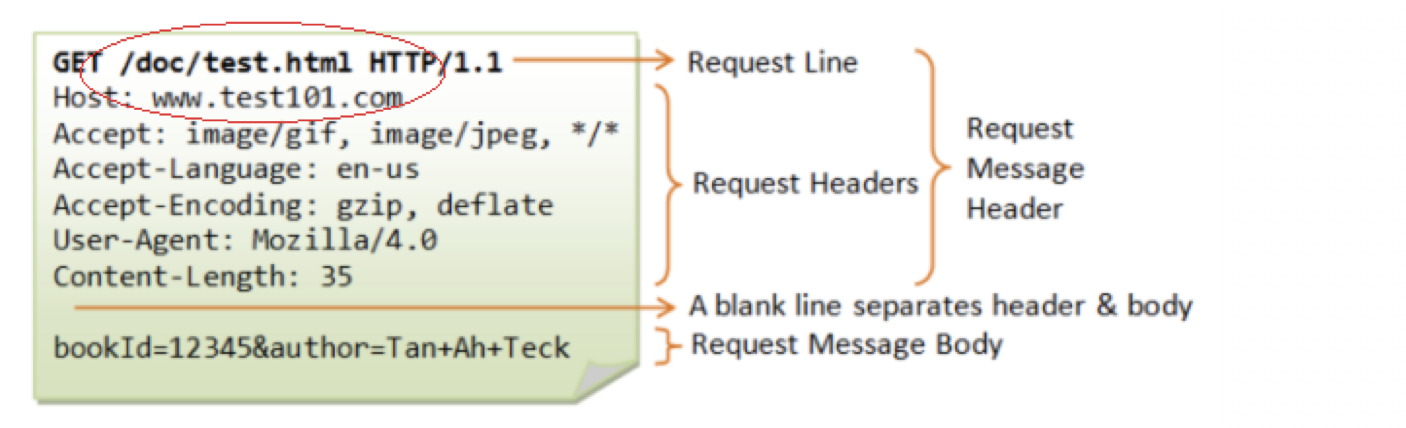 GET /doc/test.html HTTP/1.1
Host: www.test101.com
Accept: image/gif, image/jpeg, */*
Accept-Language: en-us
Accept-Encoding: gzip, deflate
User-Agent: Mozilla/4.0
Content-Length: 35
bookId=12345&author=Tan+Ah+Teck
Request Line
Request Headers
Request
Message
Header
A blank line separates header & body
Request Message Body